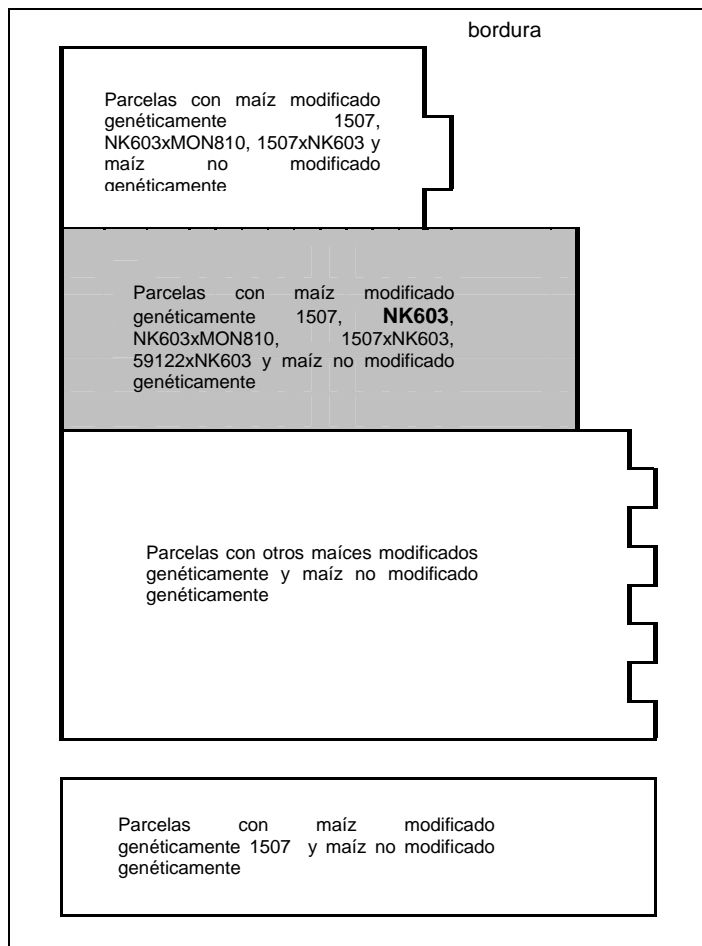 bordura
Parcelas con maíz modificado
genéticamente 1507,
NK603xMON810, 1507xNK603 y
maíz no modificado
genéticamente
Parcelas con maíz modificado
genéticamente 1507, NK603,
NK603xMON810, 1507xNK603,
59122xNK603 y maíz no modificado
genéticamente
Parcelas con otros maíces modificados
genéticamente y maíz no modificado
genéticamente
Parcelas con maíz modificado
genéticamente 1507 y maíz no modificado
genéticamente